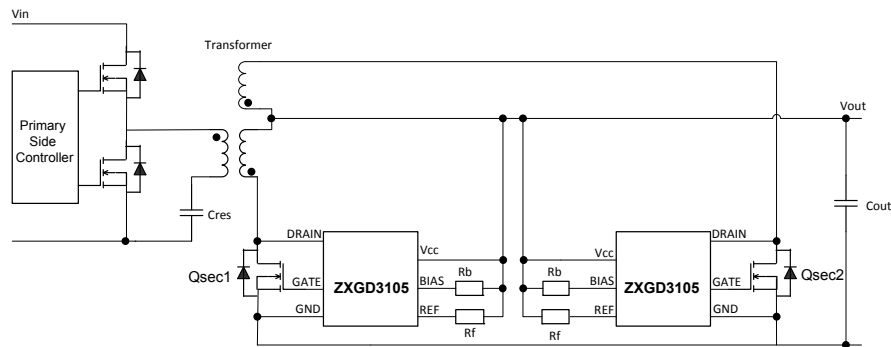 Vin
Transformer
Primary
Side
Controller
Vout
Cres
Cout
DRAIN
Vcc
Qsec1
GATE
ZXGD3105
BIAS
Rb
GND
REF
Rf
DRAIN
Vcc
Rb
BIAS
ZXGD3105
GATE
Qsec2
REF
GND
Rf